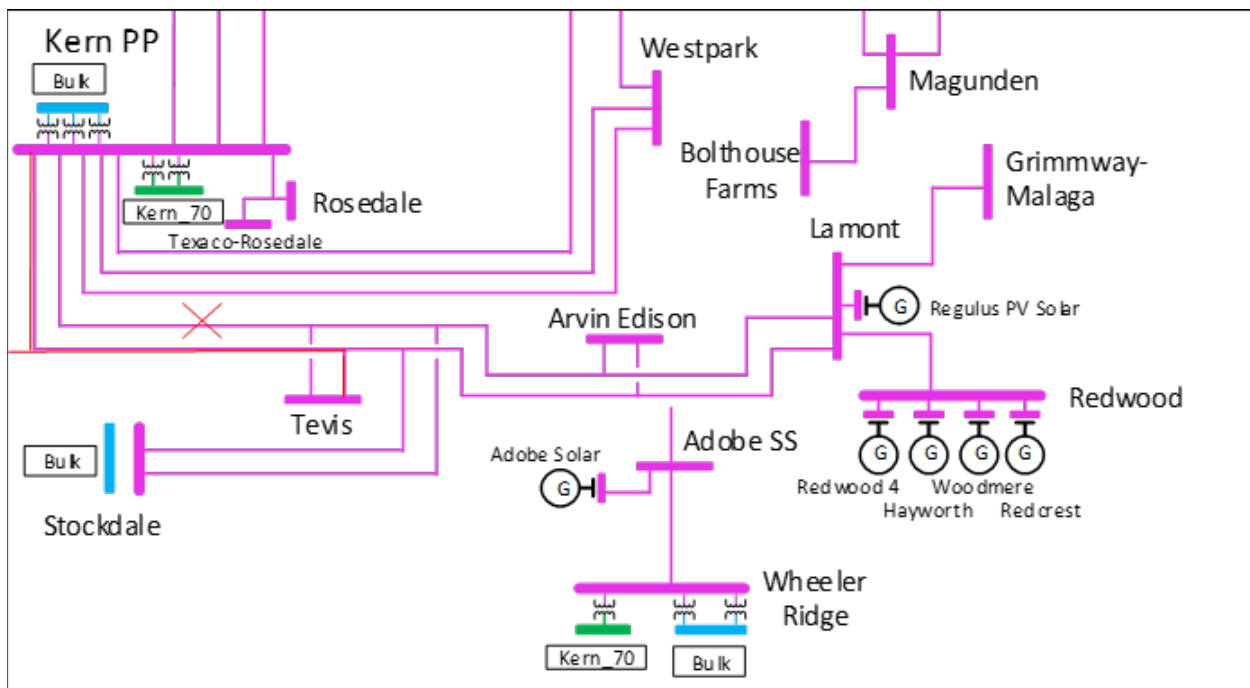 Kern PP
Bulk
Westpark
Magunden
Bolthouse
Farms
Grimmway-
Malaga
Kern_70
Rosedale
Texaco-Rosedale
Lamont
G
Regulus PV Solar
Arvin Edison
Tevis
Redwood
Adobe SS
Adobe Solar
G
G
G
G
G
Redwood 4
Woodmere
Hayworth
Redcrest
Bulk
Stockdale
Wheeler
Ridge
Kern_70
Bulk